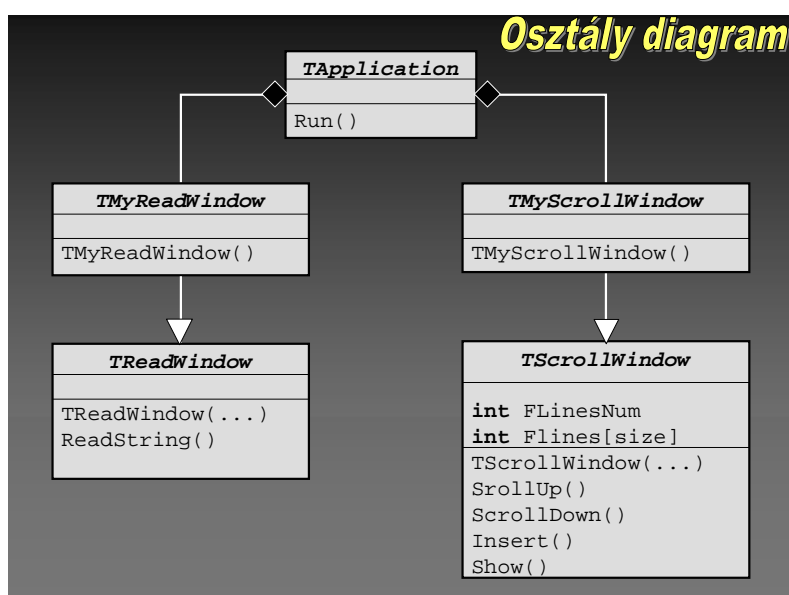 Osztály diagram
TApplication
Run()
TMyReadWindow
TMyReadWindow()
TMyScrollWindow
TMyScrollWindow()
TReadWindow
TReadWindow(...)
ReadString()
TScrollWindow
int FLinesNum
int Flines[size]
TScrollWindow(...)
SrollUp()
ScrollDown()
Insert()
Show()